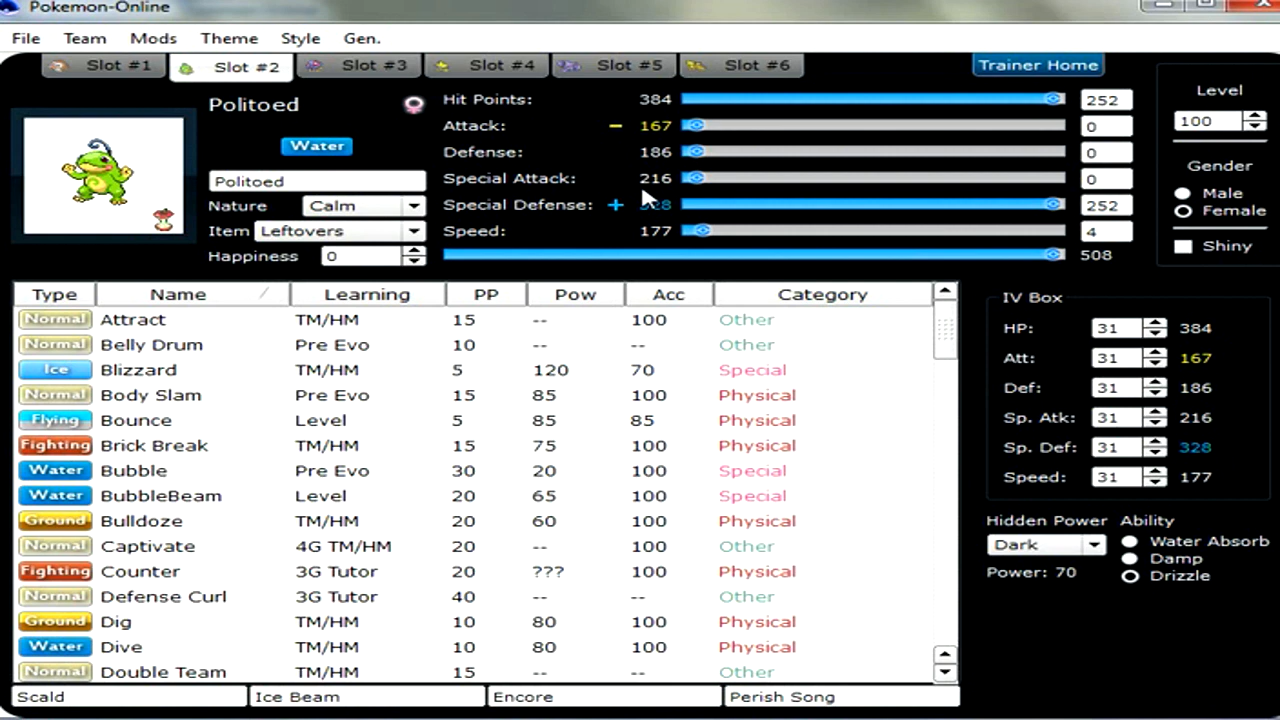 Pokemon-Online
File Team Mods Theme Style Gen.
Slot #1 Slot #2 Slot #3 Slot #4 Slot #5 Slot #6 Trainer Home
Politoed
Water
Politoed
Nature Calm
Item Leftovers
Happiness 0
Hit Points: 384 252
Attack: − 167 0
Defense: 186 0
Special Attack: 216 0
Special Defense: + 328 252
Speed: 177 4
508
Level
100
Gender
Male
Female
Shiny
Type Name Learning PP Pow Acc Category
Normal Attract TM/HM 15 -- 100 Other
Normal Belly Drum Pre Evo 10 -- -- Other
Ice Blizzard TM/HM 5 120 70 Special
Normal Body Slam Pre Evo 15 85 100 Physical
Flying Bounce Level 5 85 85 Physical
Fighting Brick Break TM/HM 15 75 100 Physical
Water Bubble Pre Evo 30 20 100 Special
Water BubbleBeam Level 20 65 100 Special
Ground Bulldoze TM/HM 20 60 100 Physical
Normal Captivate 4G TM/HM 20 -- 100 Other
Fighting Counter 3G Tutor 20 ??? 100 Physical
Normal Defense Curl 3G Tutor 40 -- -- Other
Ground Dig TM/HM 10 80 100 Physical
Water Dive TM/HM 10 80 100 Physical
Normal Double Team TM/HM 15 -- -- Other
Scald Ice Beam Encore Perish Song
IV Box
HP: 31 384
Att: 31 167
Def: 31 186
Sp. Atk: 31 216
Sp. Def: 31 328
Speed: 31 177
Hidden Power
Dark
Power: 70
Ability
Water Absorb
Damp
Drizzle